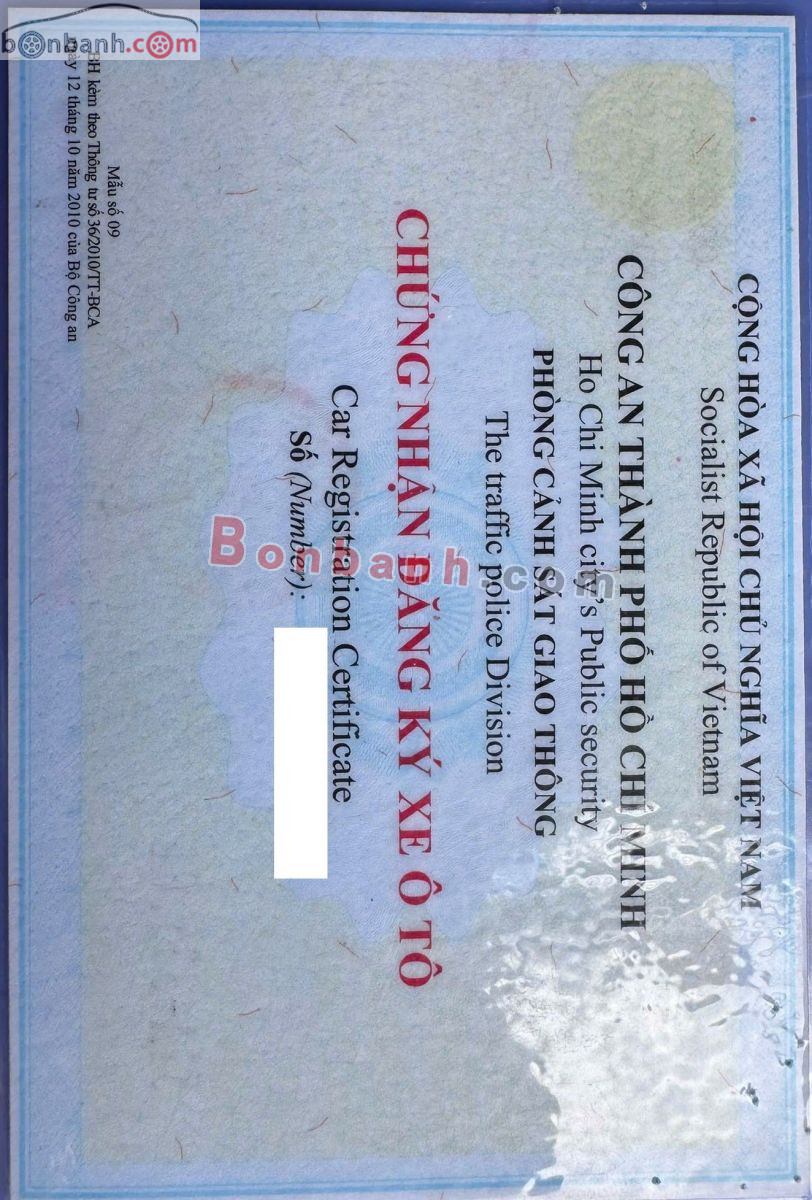 bonbanh.com
Mẫu số 09
BH kèm theo Thông tư số 36/2010/TT-BCA
ngày 12 tháng 10 năm 2010 của Bộ Công an
CỘNG HÒA XÃ HỘI CHỦ NGHĨA VIỆT NAM
Socialist Republic of Vietnam
CÔNG AN THÀNH PHỐ HỒ CHÍ MINH
Ho Chi Minh city's Public security
PHÒNG CẢNH SÁT GIAO THÔNG
The traffic police Division
CHỨNG NHẬN ĐĂNG KÝ XE Ô TÔ
Car Registration Certificate
Số (Number):
Bonbanh.com